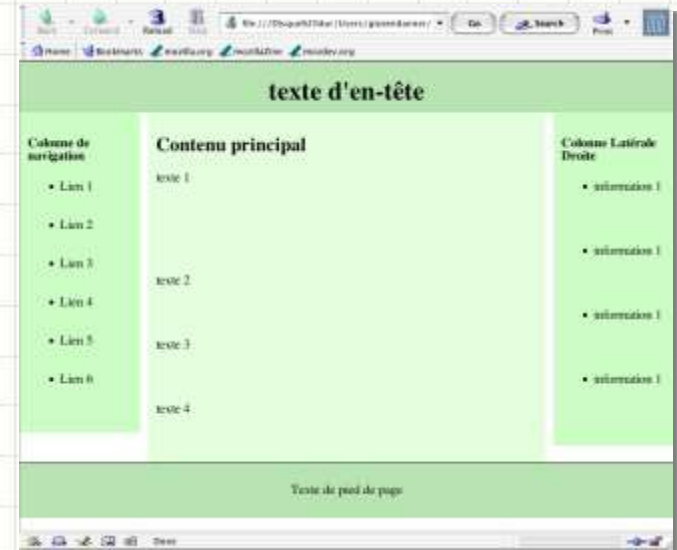 Reload
Go
Search
Print
Home Bookmarks mozilla.org mozdev.org
texte d'en-tête
Colonne de
navigation
• Lien 1
• Lien 2
• Lien 3
• Lien 4
• Lien 5
• Lien 6
Contenu principal
texte 1
texte 2
texte 3
texte 4
Colonne Latérale
Droite
• information 1
• information 1
• information 1
• information 1
Texte de pied de page
Done